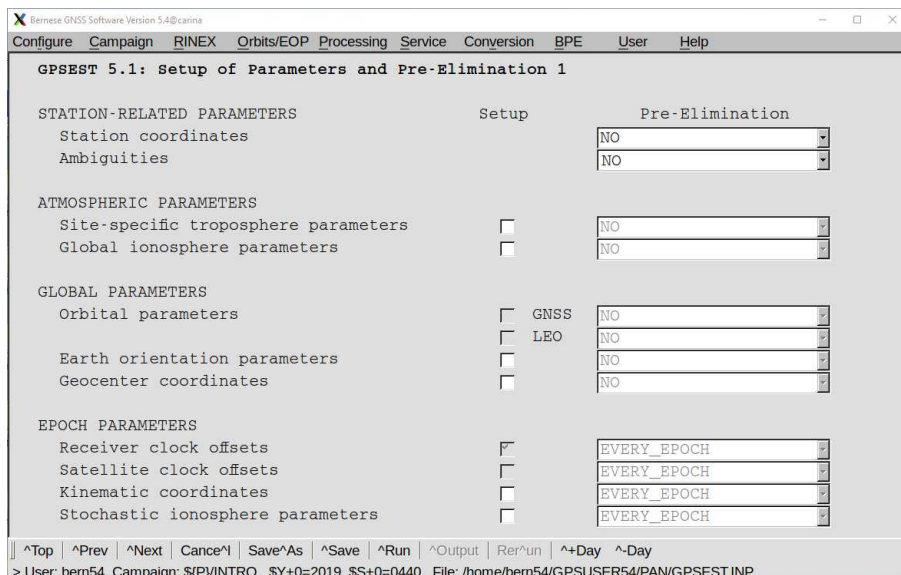 Bernese GNSS Software Version 5.4@carina
Configure Campaign RINEX Orbits/EOP Processing Service Conversion BPE User Help
GPSEST 5.1: Setup of Parameters and Pre-Elimination 1
STATION-RELATED PARAMETERS Setup Pre-Elimination
Station coordinates NO
Ambiguities NO
ATMOSPHERIC PARAMETERS
Site-specific troposphere parameters NO
Global ionosphere parameters NO
GLOBAL PARAMETERS
Orbital parameters GNSS NO
LEO NO
Earth orientation parameters NO
Geocenter coordinates NO
EPOCH PARAMETERS
Receiver clock offsets EVERY_EPOCH
Satellite clock offsets EVERY_EPOCH
Kinematic coordinates EVERY_EPOCH
Stochastic ionosphere parameters EVERY_EPOCH
^Top ^Prev ^Next Cance^l Save^As ^Save ^Run ^Output Rer^un ^+Day ^-Day
> User: bern54 Campaign: ${P}/INTRO $Y+0=2019 $S+0=0440 File: /home/bern54/GPSUSER54/PAN/GPSEST.INP